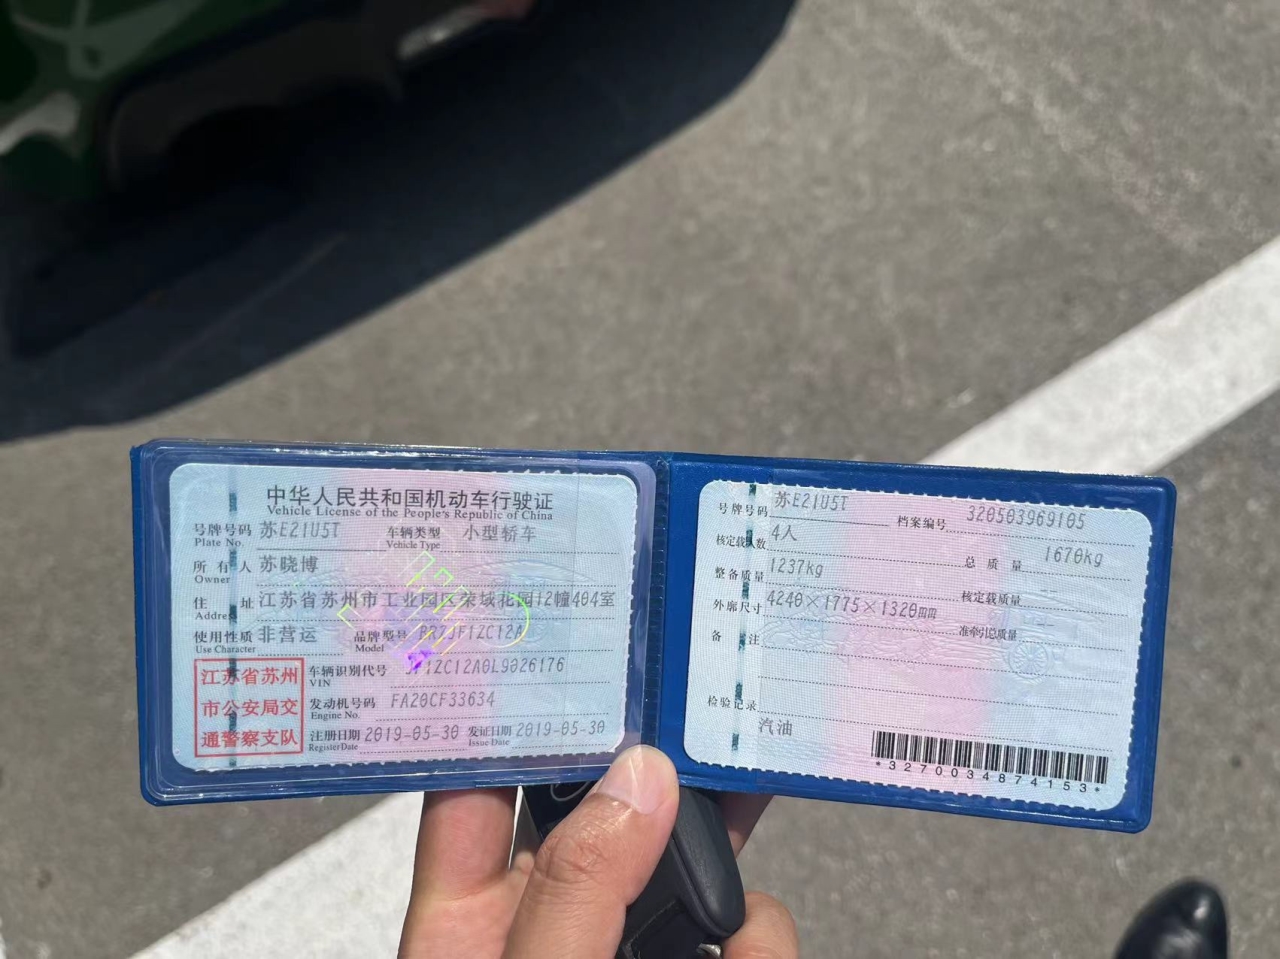 中华人民共和国机动车行驶证
Vehicle License of the People's Republic of China
号牌号码 苏E21U5T 车辆类型 小型轿车
Plate No. Vehicle Type
所有人 苏晓博
Owner
住址 江苏省苏州市工业园区荣域花园12幢404室
Address
使用性质 非营运 品牌型号
Use Character Model
江苏省苏州
市公安局交
通警察支队
车辆识别代号 JF1ZC12A0L9026176
VIN
发动机号码 FA20CF33634
Engine No.
注册日期 2019-05-30 发证日期 2019-05-30
Register Date Issue Date
号牌号码 苏E21U5T 档案编号 320503969105
核定载人数 4人 总质量 1670kg
整备质量 1237kg 核定载质量 --
外廓尺寸 4240×1775×1320mm 准牵引总质量 --
备注
检验记录
汽油
*3270034874153*